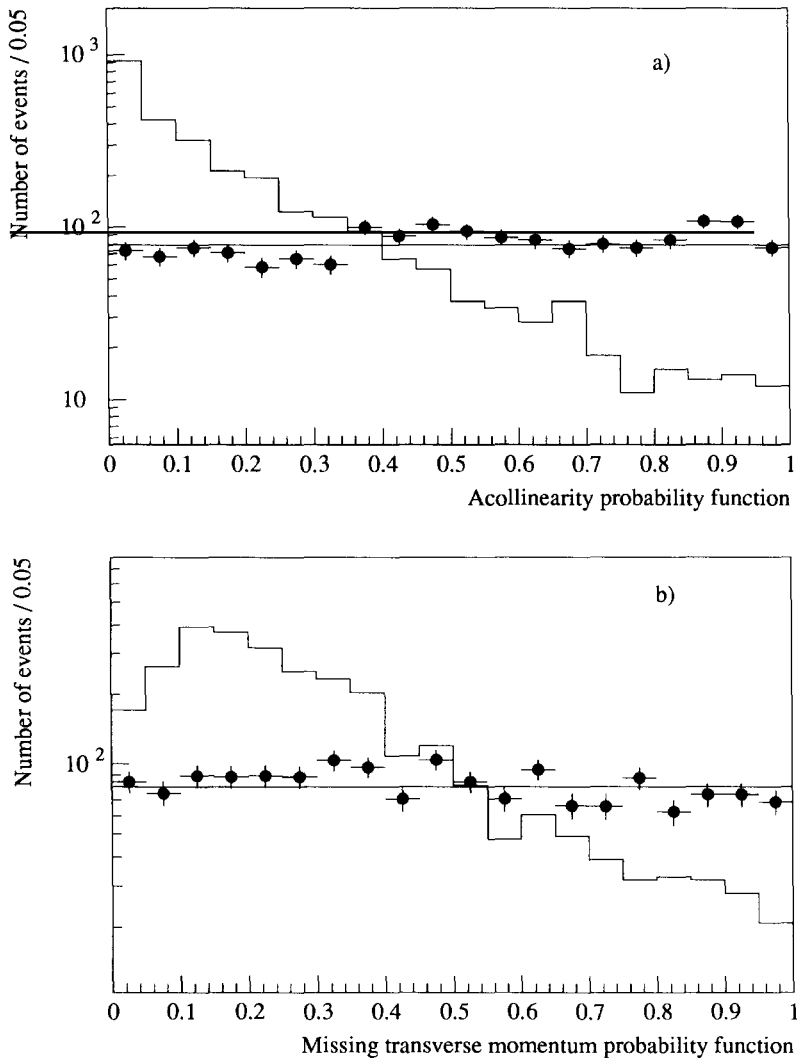 Number of events / 0.05
10³
10²
10
a)
0 0.1 0.2 0.3 0.4 0.5 0.6 0.7 0.8 0.9 1
Acollinearity probability function
Number of events / 0.05
10²
b)
0 0.1 0.2 0.3 0.4 0.5 0.6 0.7 0.8 0.9 1
Missing transverse momentum probability function